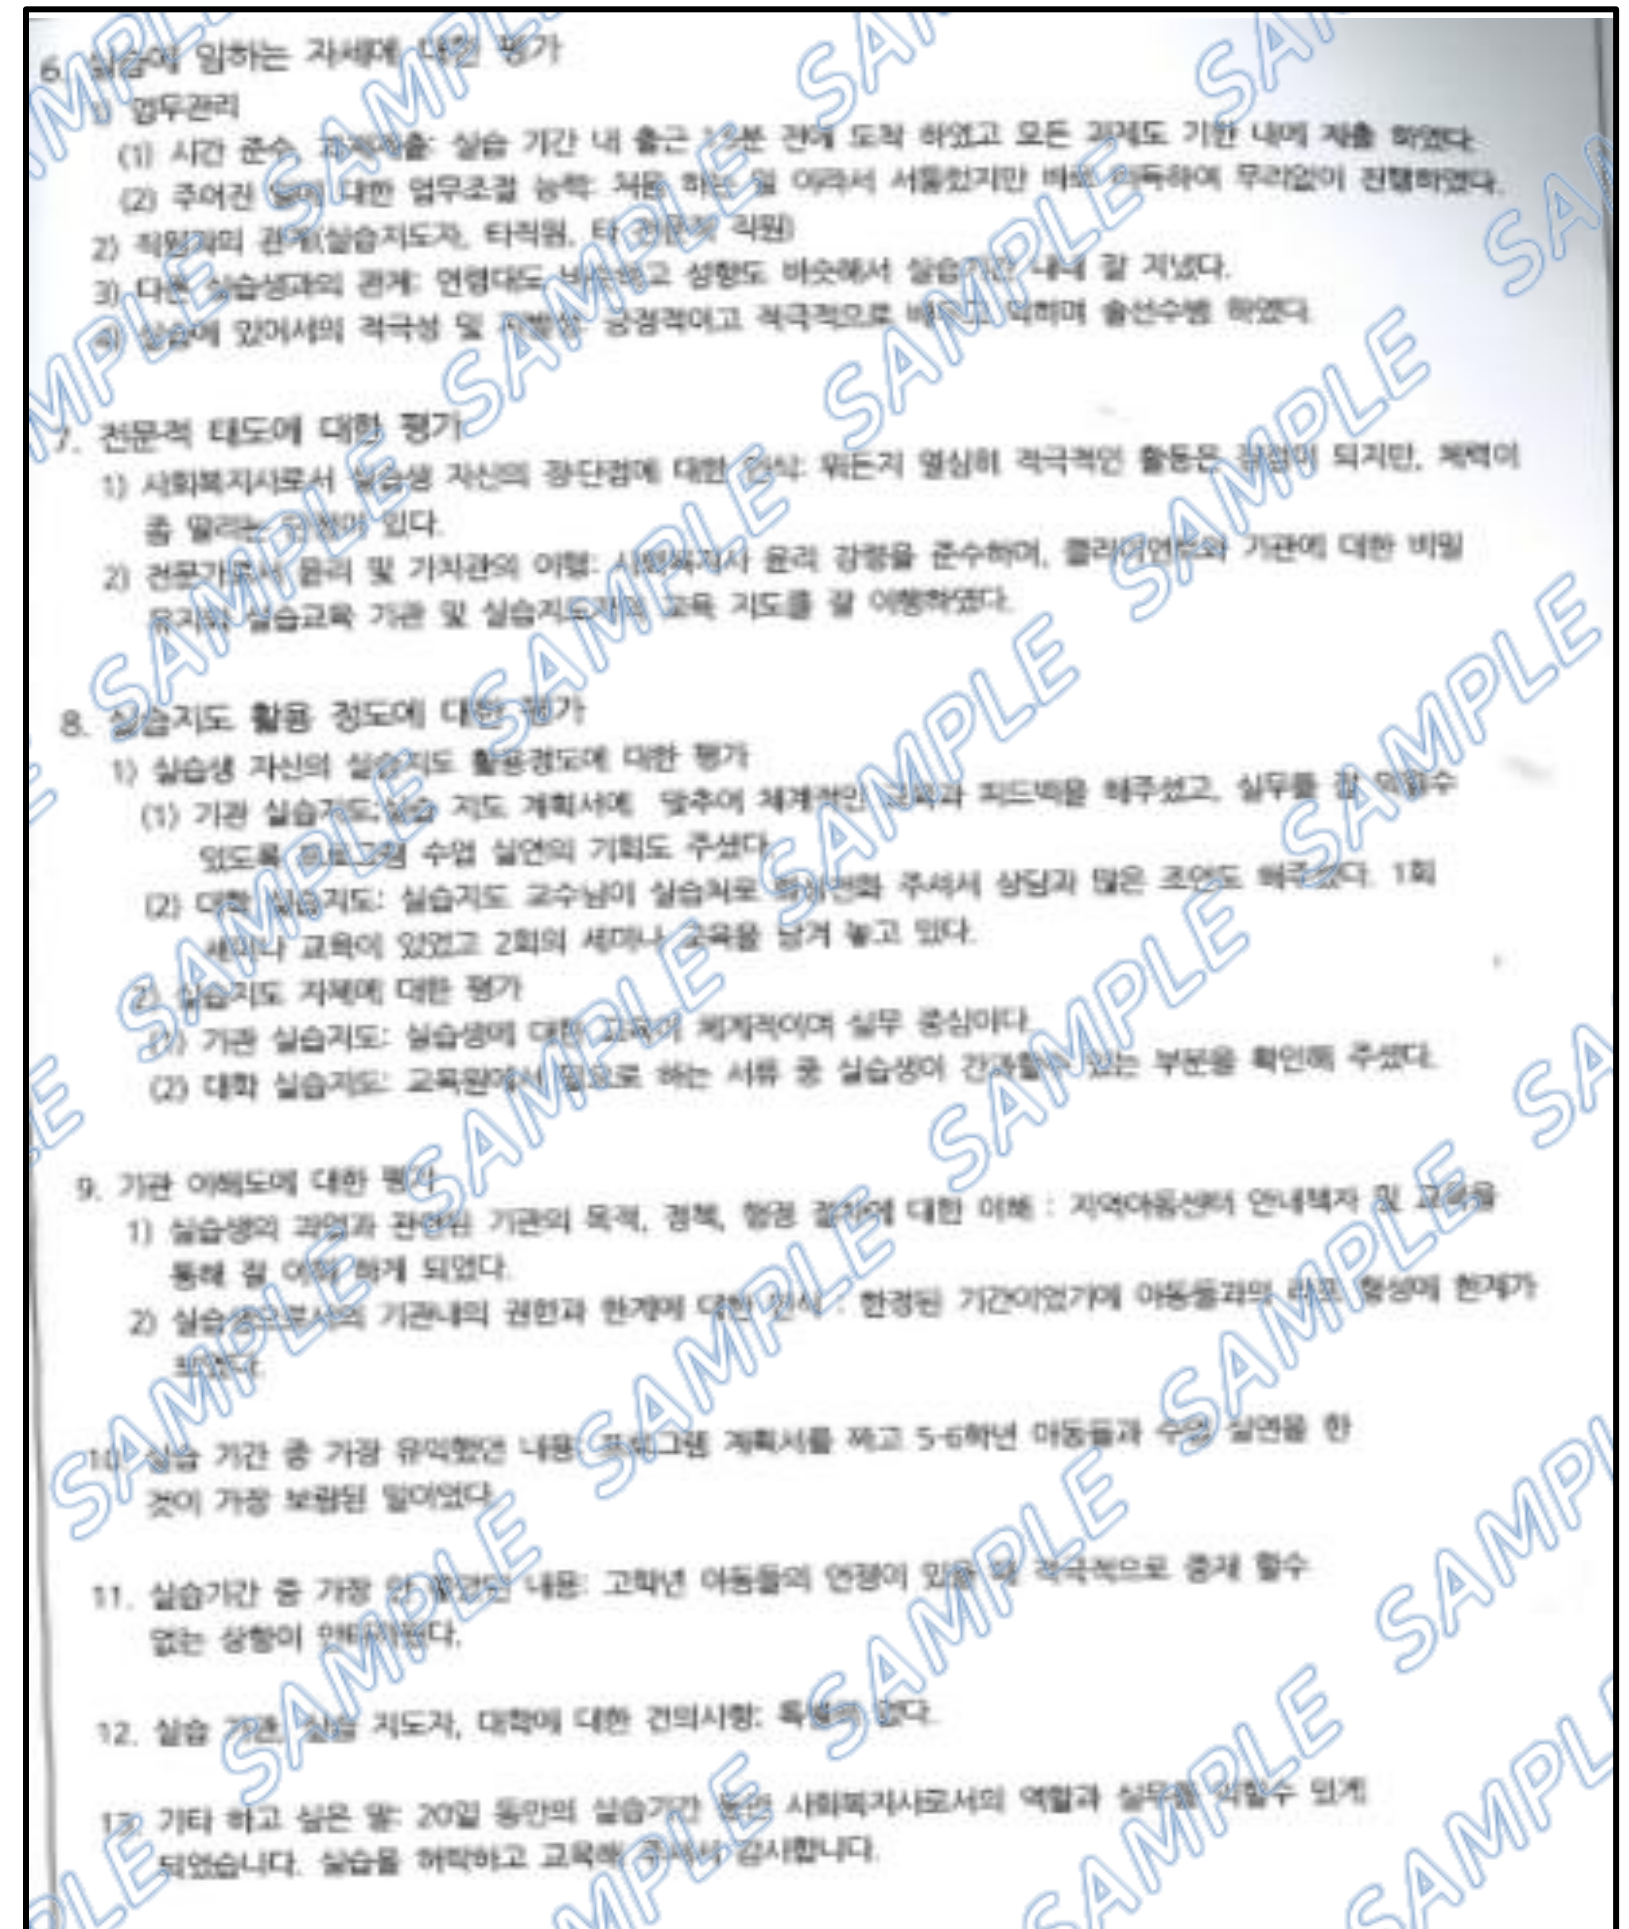 6. 실습에 임하는 자세에 대한 평가
1) 업무관리
(1) 시간 준수, 과제제출: 실습 기간 내 출근 분 전에 도착 하였고 모든 과제도 기한 내에 제출 하였다.
(2) 주어진 일에 대한 업무조절 능력: 처음 하는 일 이라서 서툴렀지만 바로 습득하여 무리없이 진행하였다.
2) 직원과의 관계(실습지도자, 타직원, 타 전문직 직원)
3) 다른 실습생과의 관계: 연령대도 비슷하고 성향도 비슷해서 실습기간 내내 잘 지냈다.
4) 실습에 있어서의 적극성 및 자발성: 긍정적이고 적극적으로 배우고 익히며 솔선수범 하였다.
7. 전문적 태도에 대한 평가
1) 사회복지사로서 실습생 자신의 장단점에 대한 인식: 뭐든지 열심히 적극적인 활동은 장점이 되지만, 체력이
좀 딸리는 단점이 있다.
2) 전문가로서 윤리 및 가치관의 이행: 사회복지사 윤리 강령을 준수하며, 클라이언트와 기관에 대한 비밀
유지와 실습교육 기관 및 실습지도자의 교육 지도를 잘 이행하였다.
8. 실습지도 활용 정도에 대한 평가
1) 실습생 자신의 실습지도 활용정도에 대한 평가
(1) 기관 실습지도:실습 지도 계획서에 맞추어 체계적인 교육과 피드백을 해주셨고, 실무를 잘 익힐수
있도록 프로그램 수업 실연의 기회도 주셨다.
(2) 대학 실습지도: 실습지도 교수님이 실습처로 주셔서 상담과 많은 조언도 해주셨다. 1회
세미나 교육이 있었고 2회의 세미나 교육을 남겨 놓고 있다.
2) 실습지도 자체에 대한 평가
(1) 기관 실습지도: 실습생에 대한 교육이 체계적이며 실무 중심이다.
(2) 대학 실습지도: 교육원에서 필요로 하는 서류 중 실습생이 간과할수 있는 부분을 확인해 주셨다.
9. 기관 이해도에 대한 평가
1) 실습생의 과업과 관련된 기관의 목적, 정책, 행정 절차에 대한 이해 : 지역아동센터 안내책자 및 교육을
통해 잘 이해 하게 되었다.
2) 실습생으로서의 기관내의 권한과 한계에 대한 인식 : 한정된 기간이었기에 아동들과의 라포 형성에 한계가
되었다.
10. 실습 기간 중 가장 유익했던 내용: 프로그램 계획서를 짜고 5-6학년 아동들과 수업 실연을 한
것이 가장 보람된 일이었다.
11. 실습기간 중 가장 안 좋았던 내용: 고학년 아동들의 언쟁이 있을 때 적극적으로 중재 할수
없는 상황이 안타까웠다.
12. 실습 기관, 실습 지도자, 대학에 대한 건의사항: 특별히 없다.
13. 기타 하고 싶은 말: 20일 동안의 실습기간 동안 사회복지사로서의 역할과 실무를 익힐수 있게
되었습니다. 실습을 허락하고 교육해 주셔서 감사합니다.